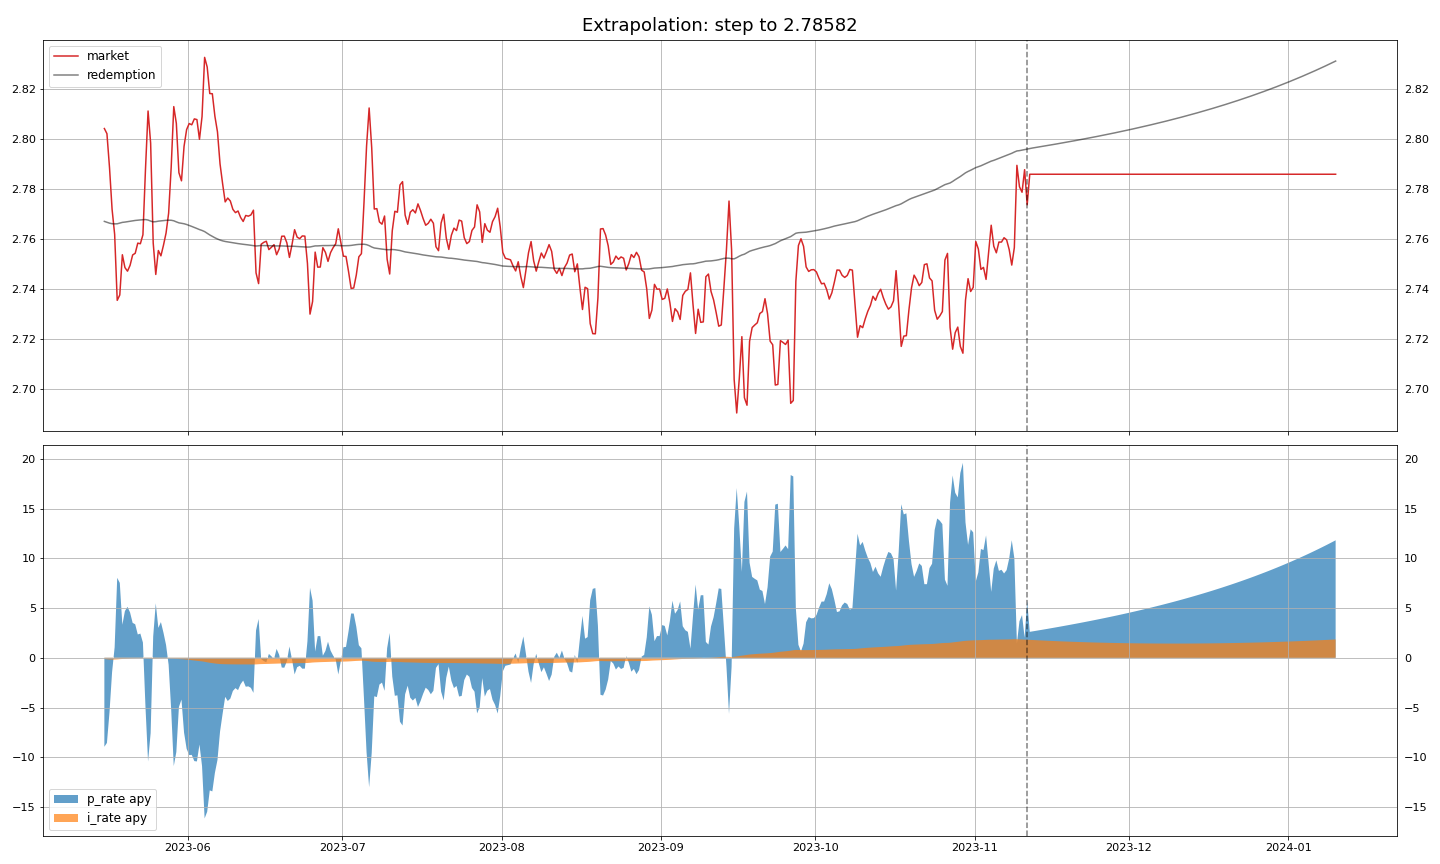 Extrapolation: step to 2.78582
market
redemption
2.82 2.82
2.80 2.80
2.78 2.78
2.76 2.76
2.74 2.74
2.72 2.72
2.70 2.70
20 20
15 15
10 10
5 5
0 0
−5 −5
−10 −10
−15 −15
p_rate apy
i_rate apy
2023-06 2023-07 2023-08 2023-09 2023-10 2023-11 2023-12 2024-01